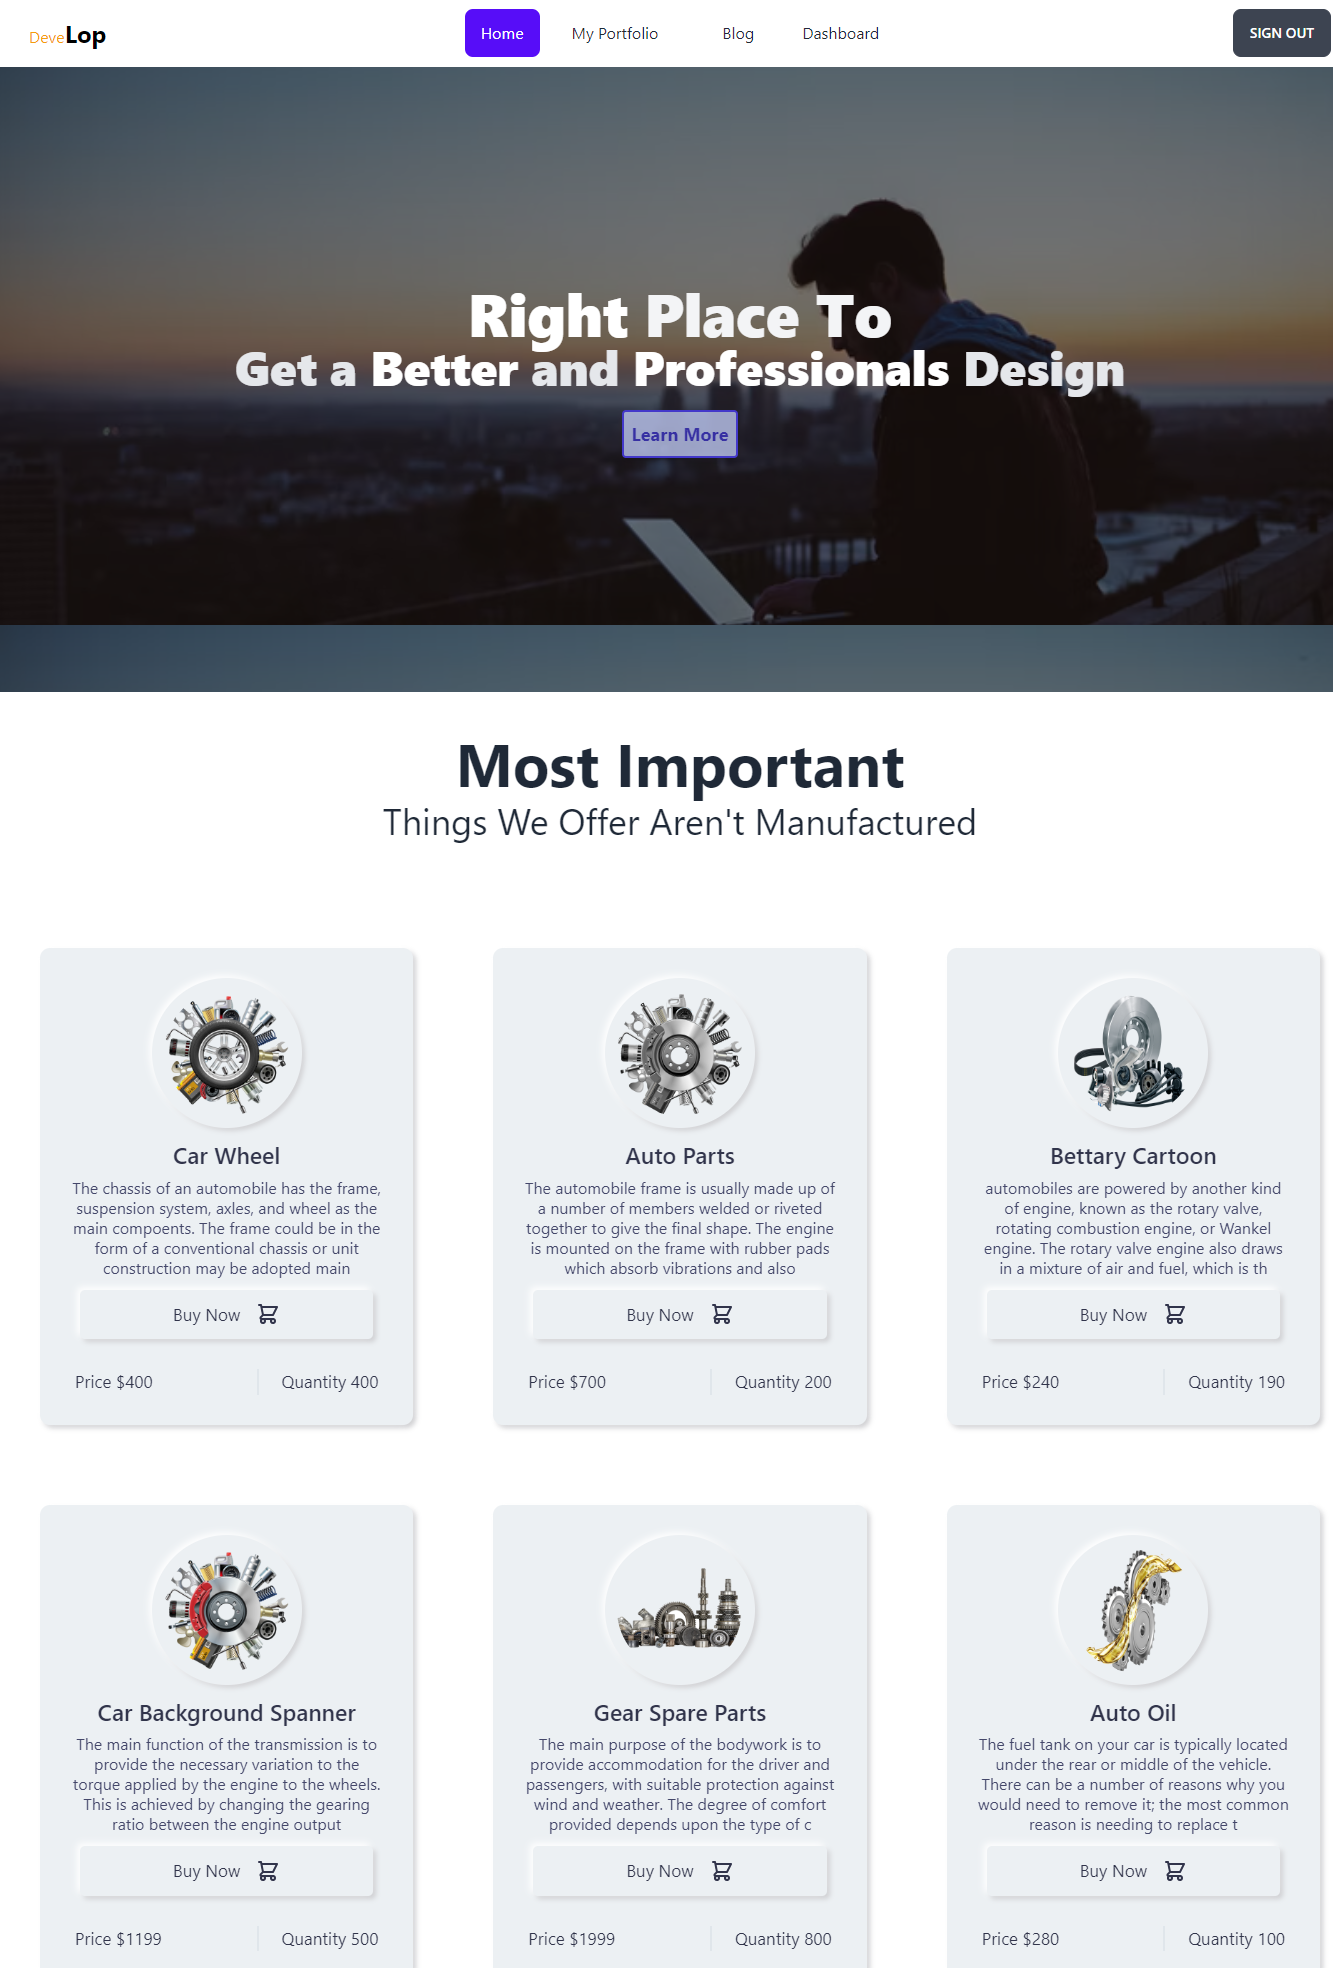 DeveLop
Home
My Portfolio
Blog
Dashboard
SIGN OUT
Right Place To
Get a Better and Professionals Design
Learn More
Most Important
Things We Offer Aren't Manufactured
Car Wheel
The chassis of an automobile has the frame,
suspension system, axles, and wheel as the
main compoents. The frame could be in the
form of a conventional chassis or unit
construction may be adopted main
Buy Now
Price $400
Quantity 400
Auto Parts
The automobile frame is usually made up of
a number of members welded or riveted
together to give the final shape. The engine
is mounted on the frame with rubber pads
which absorb vibrations and also
Buy Now
Price $700
Quantity 200
Bettary Cartoon
automobiles are powered by another kind
of engine, known as the rotary valve,
rotating combustion engine, or Wankel
engine. The rotary valve engine also draws
in a mixture of air and fuel, which is th
Buy Now
Price $240
Quantity 190
Car Background Spanner
The main function of the transmission is to
provide the necessary variation to the
torque applied by the engine to the wheels.
This is achieved by changing the gearing
ratio between the engine output
Buy Now
Price $1199
Quantity 500
Gear Spare Parts
The main purpose of the bodywork is to
provide accommodation for the driver and
passengers, with suitable protection against
wind and weather. The degree of comfort
provided depends upon the type of c
Buy Now
Price $1999
Quantity 800
Auto Oil
The fuel tank on your car is typically located
under the rear or middle of the vehicle.
There can be a number of reasons why you
would need to remove it; the most common
reason is needing to replace t
Buy Now
Price $280
Quantity 100